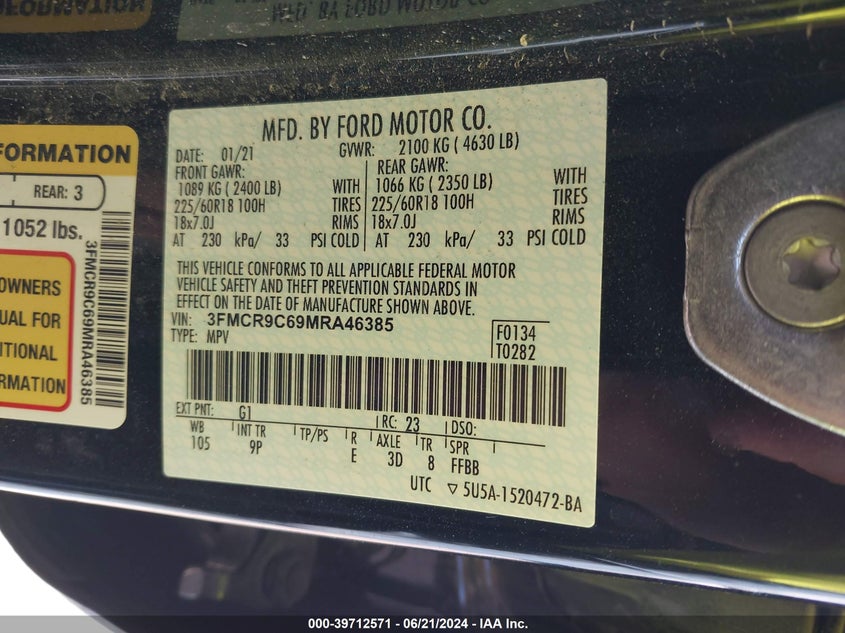 WLD' BA LOBD WOLOB CO
MFD. BY FORD MOTOR CO.
DATE: 01/21 GVWR: 2100 KG ( 4630 LB)
FRONT GAWR: REAR GAWR:
1089 KG ( 2400 LB) WITH 1066 KG ( 2350 LB) WITH
225/60R18 100H TIRES 225/60R18 100H TIRES
18x7.0J RIMS 18x7.0J RIMS
AT 230 kPa/ 33 PSI COLD AT 230 kPa/ 33 PSI COLD
THIS VEHICLE CONFORMS TO ALL APPLICABLE FEDERAL MOTOR
VEHICLE SAFETY AND THEFT PREVENTION STANDARDS IN
EFFECT ON THE DATE OF MANUFACTURE SHOWN ABOVE.
VIN: 3FMCR9C69MRA46385
TYPE: MPV
F0134
T0282
EXT PNT: G1 RC: 23 DSO:
WB INT TR TP/PS R AXLE TR SPR
105 9P E 3D 8 FFBB
UTC ▽ 5U5A-1520472-BA
FORMATION
REAR: 3
1052 lbs.
OWNERS
UAL FOR
ITIONAL
ORMATION
3FMCR9C69MRA46385
000-39712571 / 06/21/2024 - IAA Inc.